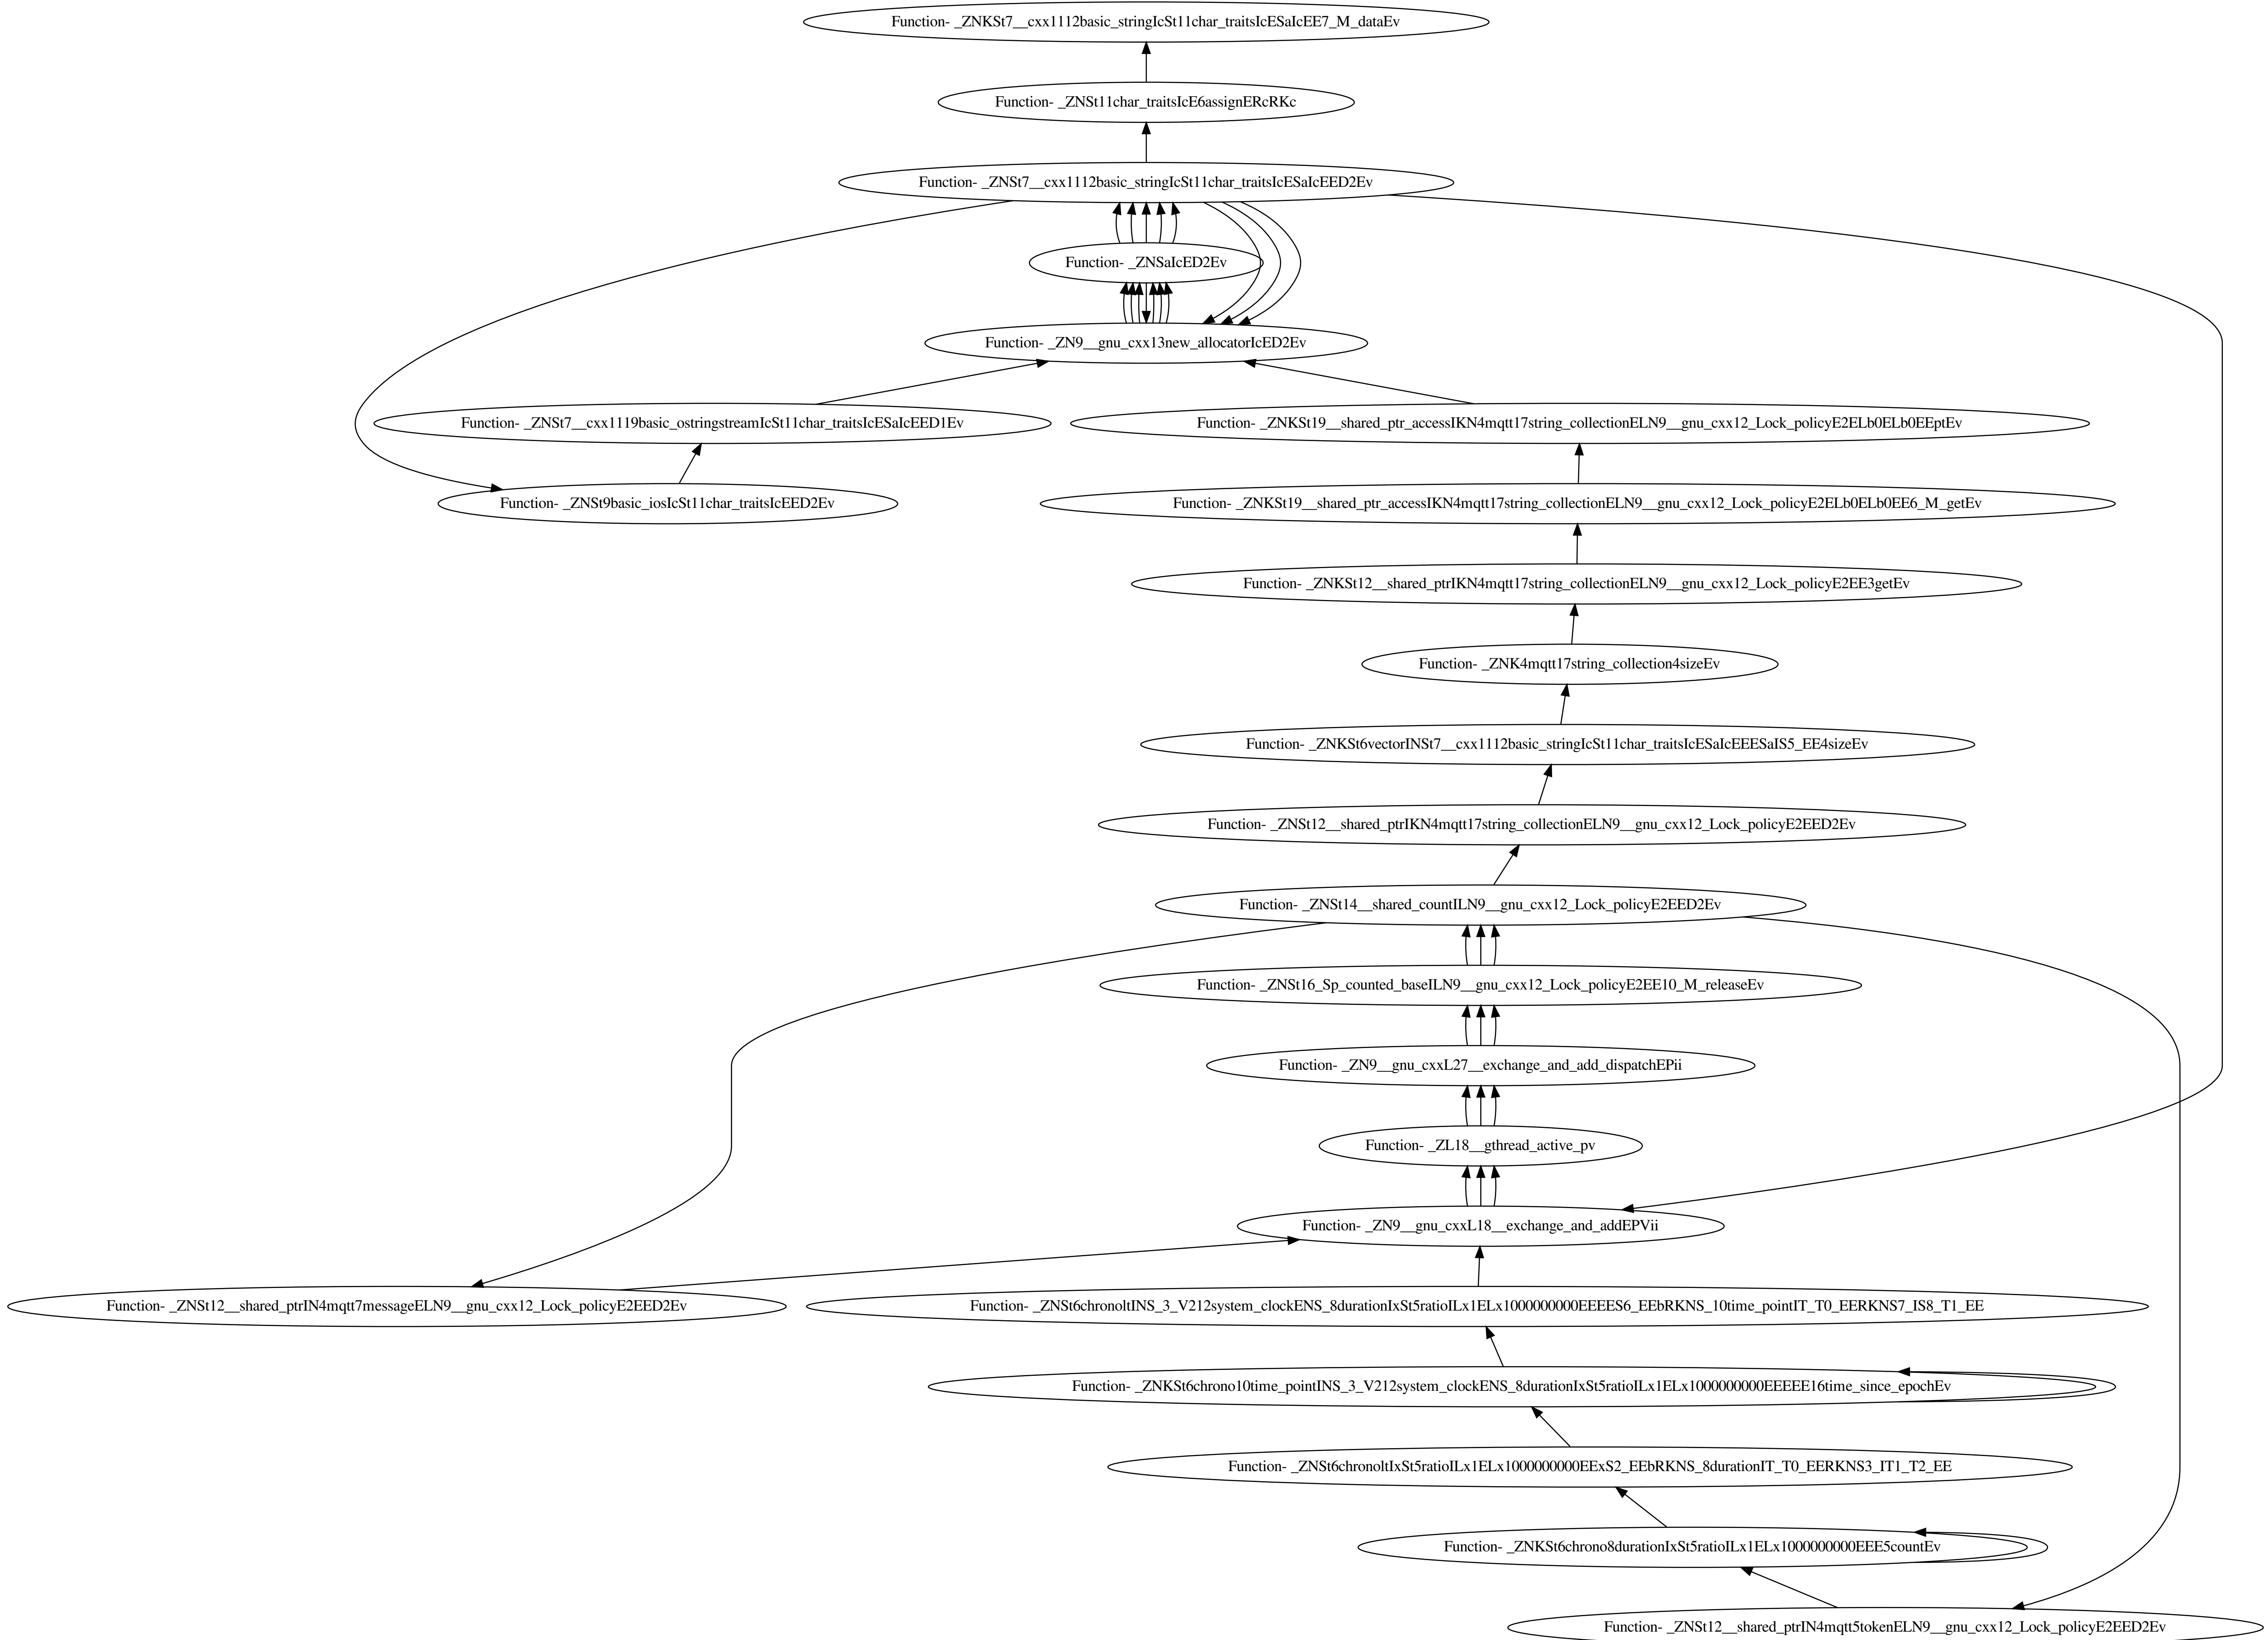 Function- _ZNKSt7__cxx1112basic_stringIcSt11char_traitsIcESaIcEE7_M_dataEv
Function- _ZNSt11char_traitsIcE6assignERcRKc
Function- _ZNSt7__cxx1112basic_stringIcSt11char_traitsIcESaIcEED2Ev
Function- _ZNSaIcED2Ev
Function- _ZN9__gnu_cxx13new_allocatorIcED2Ev
Function- _ZNSt7__cxx1119basic_ostringstreamIcSt11char_traitsIcESaIcEED1Ev
Function- _ZNKSt19__shared_ptr_accessIKN4mqtt17string_collectionELN9__gnu_cxx12_Lock_policyE2ELb0ELb0EEptEv
Function- _ZNSt9basic_iosIcSt11char_traitsIcEED2Ev
Function- _ZNKSt19__shared_ptr_accessIKN4mqtt17string_collectionELN9__gnu_cxx12_Lock_policyE2ELb0ELb0EE6_M_getEv
Function- _ZNKSt12__shared_ptrIKN4mqtt17string_collectionELN9__gnu_cxx12_Lock_policyE2EE3getEv
Function- _ZNK4mqtt17string_collection4sizeEv
Function- _ZNKSt6vectorINSt7__cxx1112basic_stringIcSt11char_traitsIcESaIcEEESaIS5_EE4sizeEv
Function- _ZNSt12__shared_ptrIKN4mqtt17string_collectionELN9__gnu_cxx12_Lock_policyE2EED2Ev
Function- _ZNSt14__shared_countILN9__gnu_cxx12_Lock_policyE2EED2Ev
Function- _ZNSt16_Sp_counted_baseILN9__gnu_cxx12_Lock_policyE2EE10_M_releaseEv
Function- _ZN9__gnu_cxxL27__exchange_and_add_dispatchEPii
Function- _ZL18__gthread_active_pv
Function- _ZN9__gnu_cxxL18__exchange_and_addEPVii
Function- _ZNSt12__shared_ptrIN4mqtt7messageELN9__gnu_cxx12_Lock_policyE2EED2Ev
Function- _ZNSt6chronoltINS_3_V212system_clockENS_8durationIxSt5ratioILx1ELx1000000000EEEES6_EEbRKNS_10time_pointIT_T0_EERKNS7_IS8_T1_EE
Function- _ZNKSt6chrono10time_pointINS_3_V212system_clockENS_8durationIxSt5ratioILx1ELx1000000000EEEEE16time_since_epochEv
Function- _ZNSt6chronoltIxSt5ratioILx1ELx1000000000EExS2_EEbRKNS_8durationIT_T0_EERKNS3_IT1_T2_EE
Function- _ZNKSt6chrono8durationIxSt5ratioILx1ELx1000000000EEE5countEv
Function- _ZNSt12__shared_ptrIN4mqtt5tokenELN9__gnu_cxx12_Lock_policyE2EED2Ev